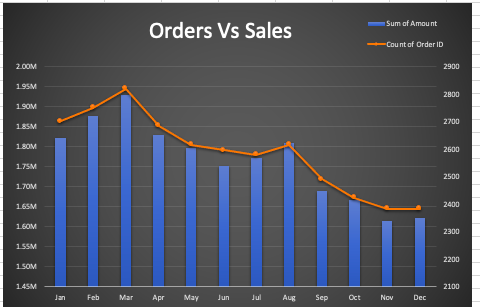 Orders Vs Sales
Sum of Amount
Count of Order ID
2.00M
1.95M
1.90M
1.85M
1.80M
1.75M
1.70M
1.65M
1.60M
1.55M
1.50M
1.45M
2900
2800
2700
2600
2500
2400
2300
2200
2100
Jan Feb Mar Apr May Jun Jul Aug Sep Oct Nov Dec